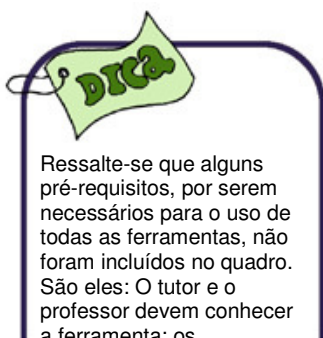 Dica
Ressalte-se que alguns
pré-requisitos, por serem
necessários para o uso de
todas as ferramentas, não
foram incluídos no quadro.
São eles: O tutor e o
professor devem conhecer
a ferramenta; os